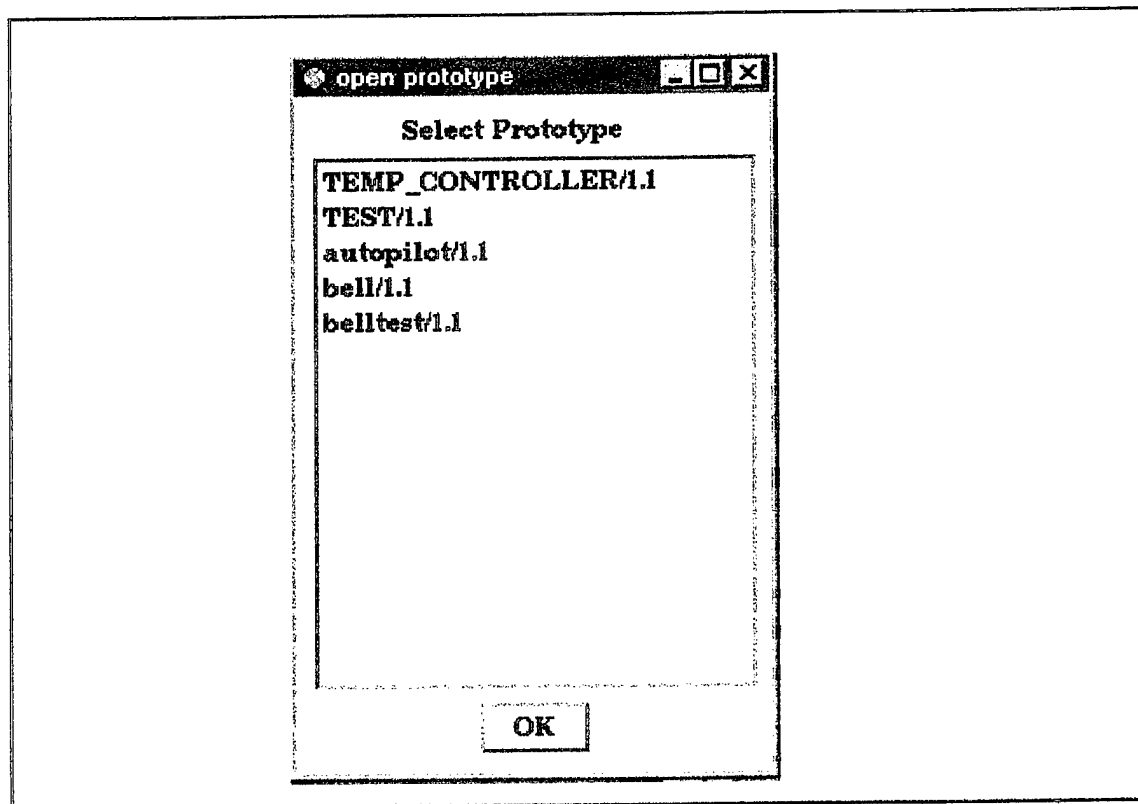 open prototype
Select Prototype
TEMP_CONTROLLER/1.1
TEST/1.1
autopilot/1.1
bell/1.1
belltest/1.1
OK